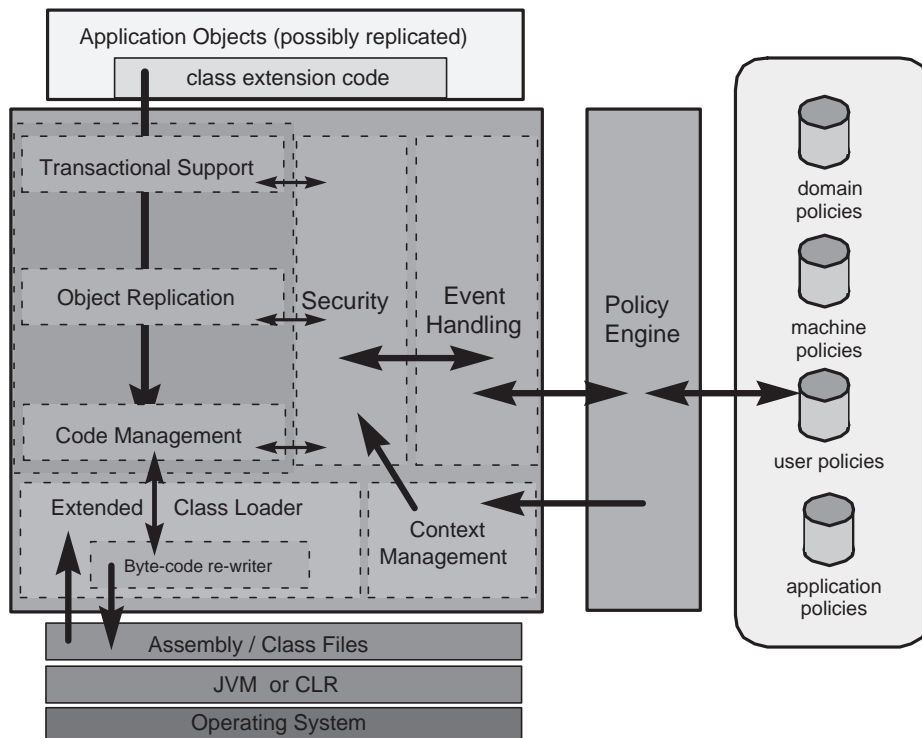 Application Objects (possibly replicated)
class extension code
Transactional Support
Object Replication
Code Management
Security
Event
Handling
Policy
Engine
Extended Class Loader
Byte-code re-writer
Context
Management
Assembly / Class Files
JVM or CLR
Operating System
domain
policies
machine
policies
user policies
application
policies